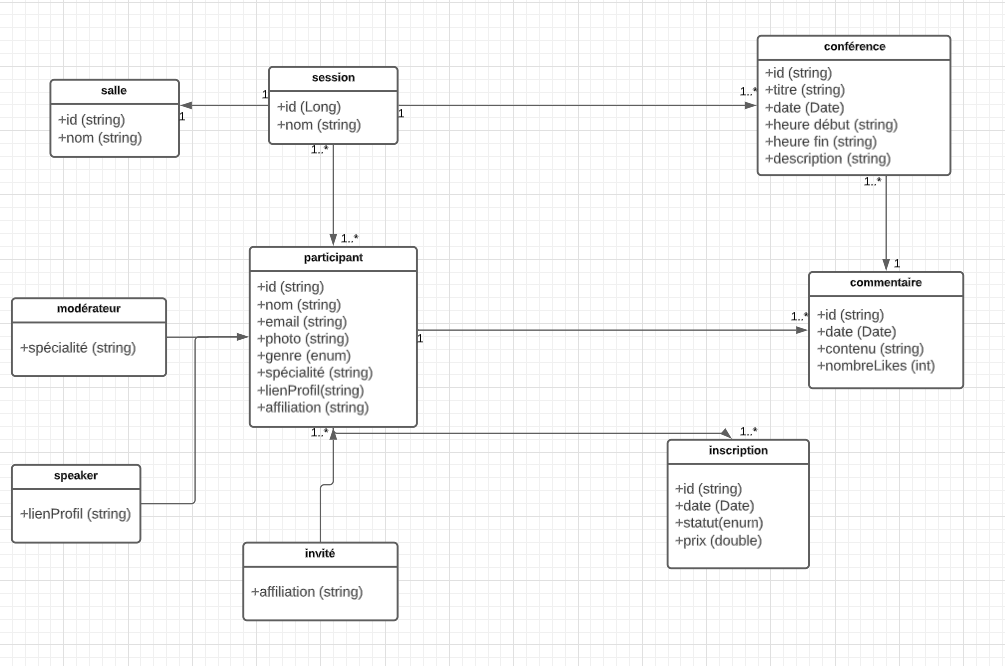 conférence
+id (string)
+titre (string)
+date (Date)
+heure début (string)
+heure fin (string)
+description (string)
salle
+id (string)
+nom (string)
session
+id (Long)
+nom (string)
1
1
1
1..*
1..*
1..*
1..*
1
participant
+id (string)
+nom (string)
+email (string)
+photo (string)
+genre (enum)
+spécialité (string)
+lienProfil(string)
+affiliation (string)
commentaire
+id (string)
+date (Date)
+contenu (string)
+nombreLikes (int)
modérateur
+spécialité (string)
1
1..*
1..*
1..*
speaker
+lienProfil (string)
inscription
+id (string)
+date (Date)
+statut(enum)
+prix (double)
invité
+affiliation (string)